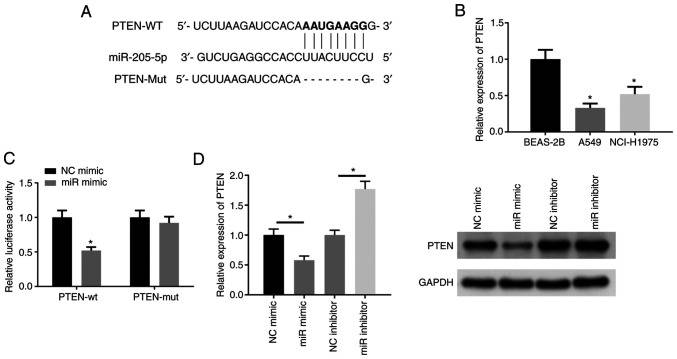 A
PTEN-WT 5′- UCUUAAGAUCCACAAAUGAAGGG- 3′
miR-205-5p 3′- GUCUGAGGCCACCUUACUUCCU 5′
PTEN-Mut 5′- UCUUAAGAUCCACA - - - - - - - G- 3′
B
Relative expression of PTEN
1.5
1.0
0.5
0.0
*
*
BEAS-2B A549 NCI-H1975
C
NC mimic
miR mimic
Relative luciferase activity
1.5
1.0
0.5
0.0
*
PTEN-wt PTEN-mut
D
Relative expression of PTEN
2.0
1.5
1.0
0.5
0.0
*
*
NC mimic
miR mimic
NC inhibitor
miR inhibitor
NC mimic
miR mimic
NC inhibitor
miR inhibitor
PTEN
GAPDH